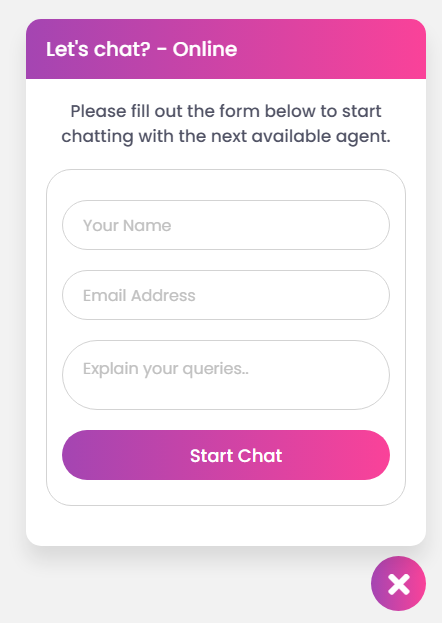 Let's chat? - Online
Please fill out the form below to start
chatting with the next available agent.
Your Name
Email Address
Explain your queries..
Start Chat